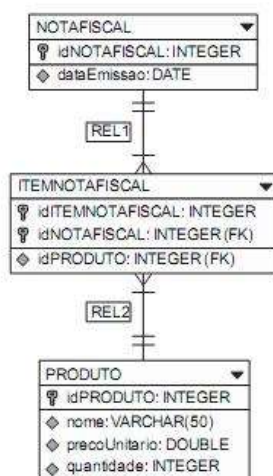 NOTAFISCAL
idNOTAFISCAL: INTEGER
dataEmissao: DATE
REL1
ITEMNOTAFISCAL
idITEMNOTAFISCAL: INTEGER
idNOTAFISCAL: INTEGER (FK)
idPRODUTO: INTEGER (FK)
REL2
PRODUTO
idPRODUTO: INTEGER
nome: VARCHAR(50)
precoUnitario: DOUBLE
quantidade: INTEGER